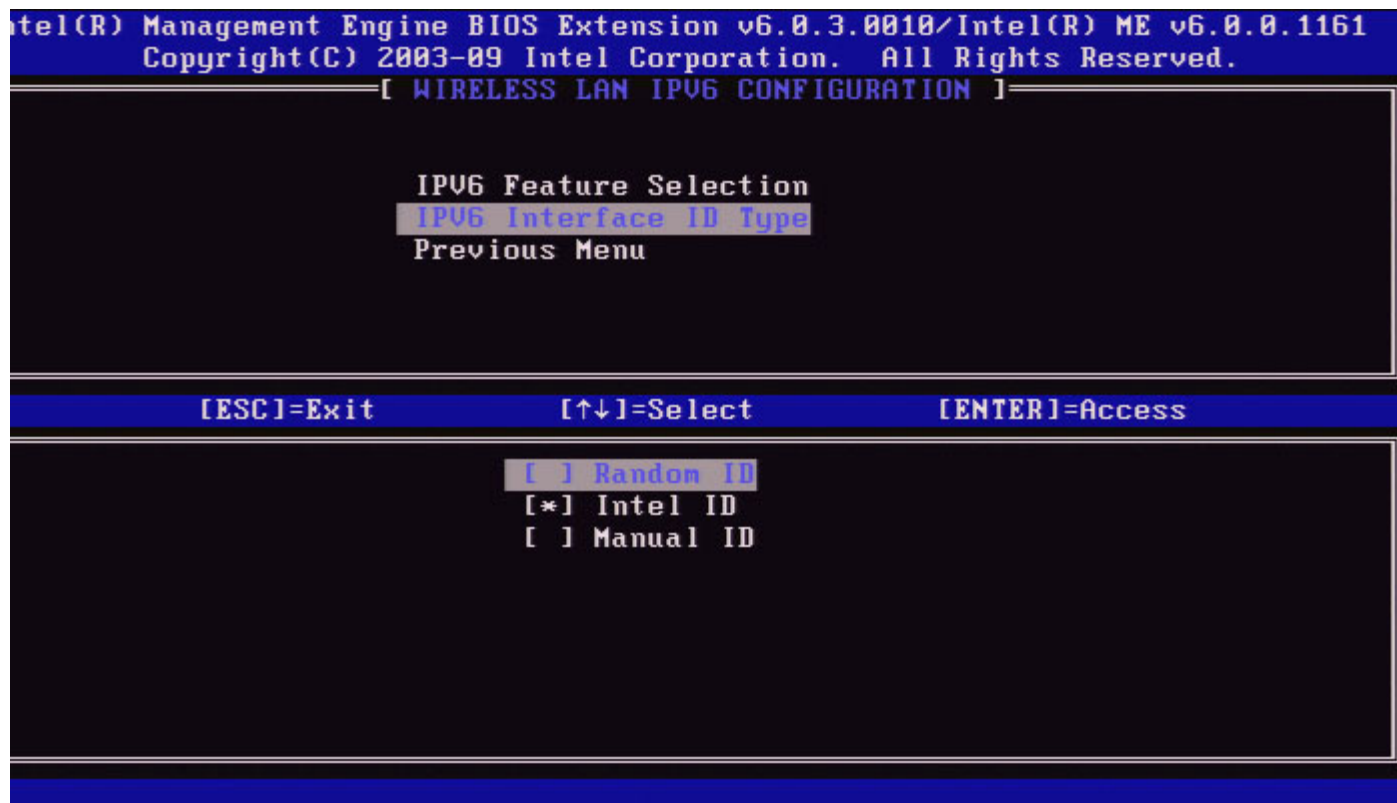 ntel(R) Management Engine BIOS Extension v6.0.3.0010/Intel(R) ME v6.0.0.1161
Copyright(C) 2003-09 Intel Corporation. All Rights Reserved.
[ WIRELESS LAN IPV6 CONFIGURATION ]
IPV6 Feature Selection
IPV6 Interface ID Type
Previous Menu
[ESC]=Exit [↑↓]=Select [ENTER]=Access
[ ] Random ID
[*] Intel ID
[ ] Manual ID